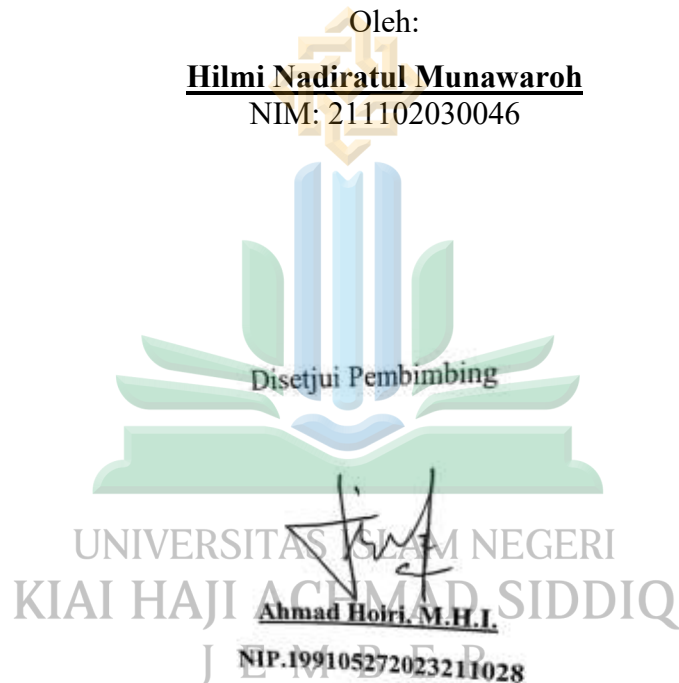 Oleh:
Hilmi Nadiratul Munawaroh
NIM: 211102030046
Disetjui Pembimbing
UNIVERSITAS ISLAM NEGERI
KIAI HAJI ACHMAD SIDDIQ
Ahmad Hoiri. M.H.I.
JEMBER
NIP.199105272023211028